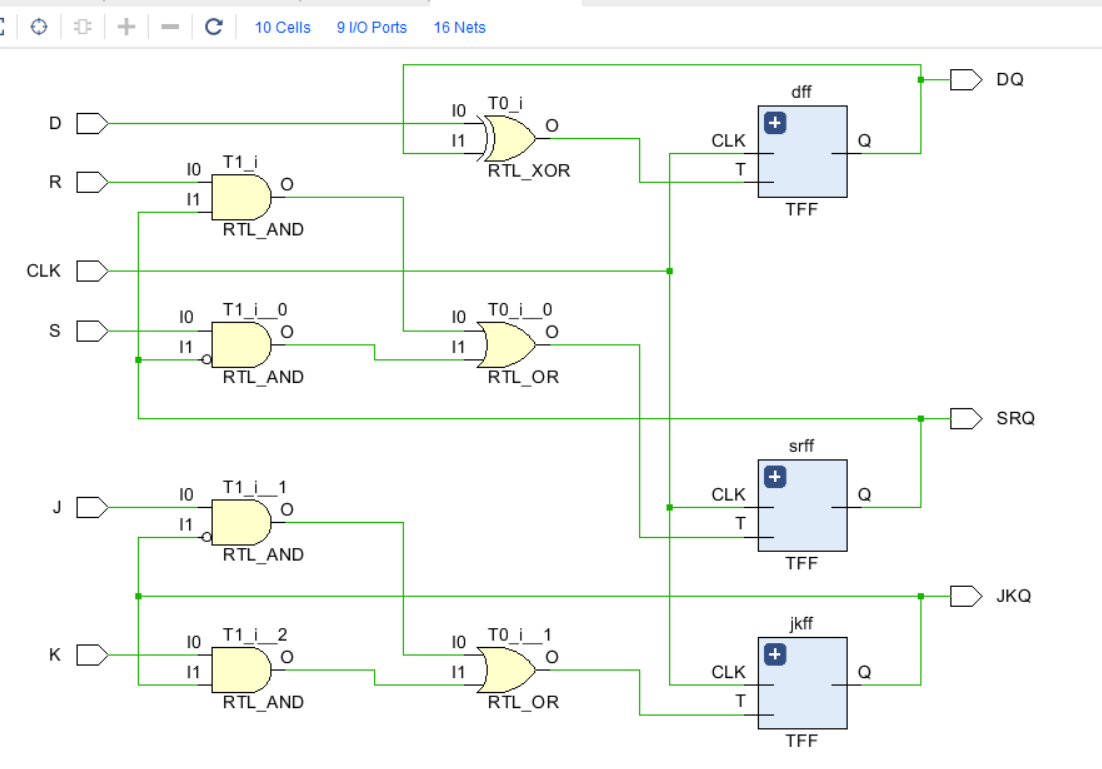 10 Cells 9 I/O Ports 16 Nets
DQ
dff
T0_i
I0
O
D
I1
CLK
Q
T1_i
RTL_XOR
T
I0
O
R
I1
TFF
RTL_AND
CLK
T1_i__0
T0_i__0
I0
O
I0
O
S
I1
I1
RTL_AND
RTL_OR
SRQ
srff
T1_i__1
I0
O
CLK
Q
J
I1
T
RTL_AND
TFF
JKQ
jkff
T1_i__2
T0_i__1
I0
O
I0
O
K
I1
I1
CLK
Q
RTL_AND
RTL_OR
T
TFF